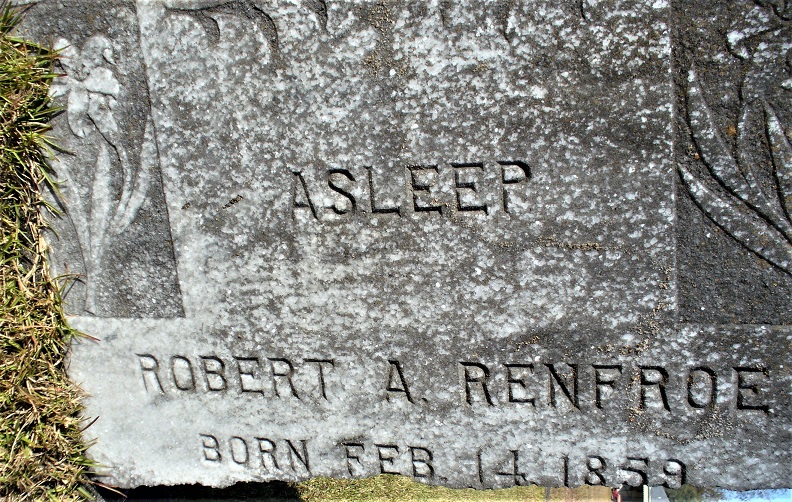 ASLEEP
ROBERT A. RENFROE
BORN FEB. 14, 1859